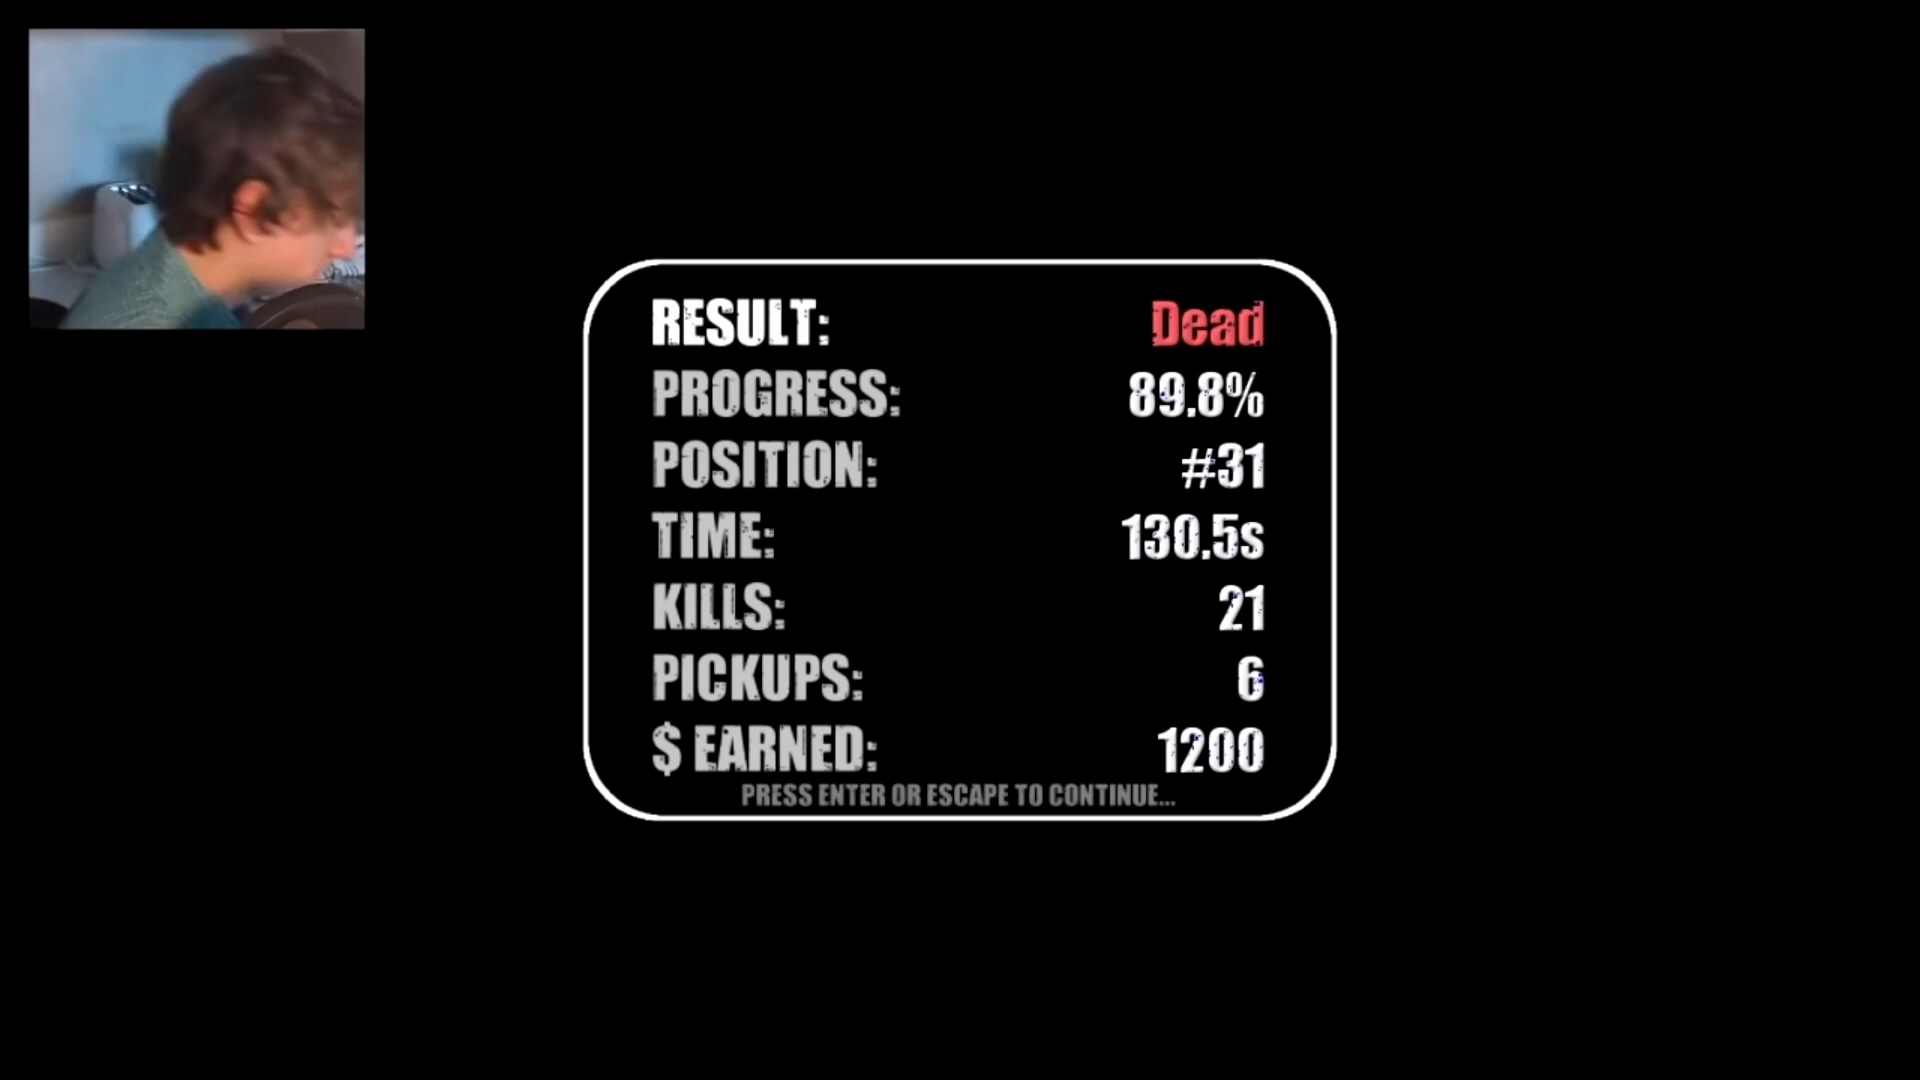 RESULT: Dead
PROGRESS: 89.8%
POSITION: #31
TIME: 130.5s
KILLS: 21
PICKUPS: 6
$ EARNED: 1200
PRESS ENTER OR ESCAPE TO CONTINUE...